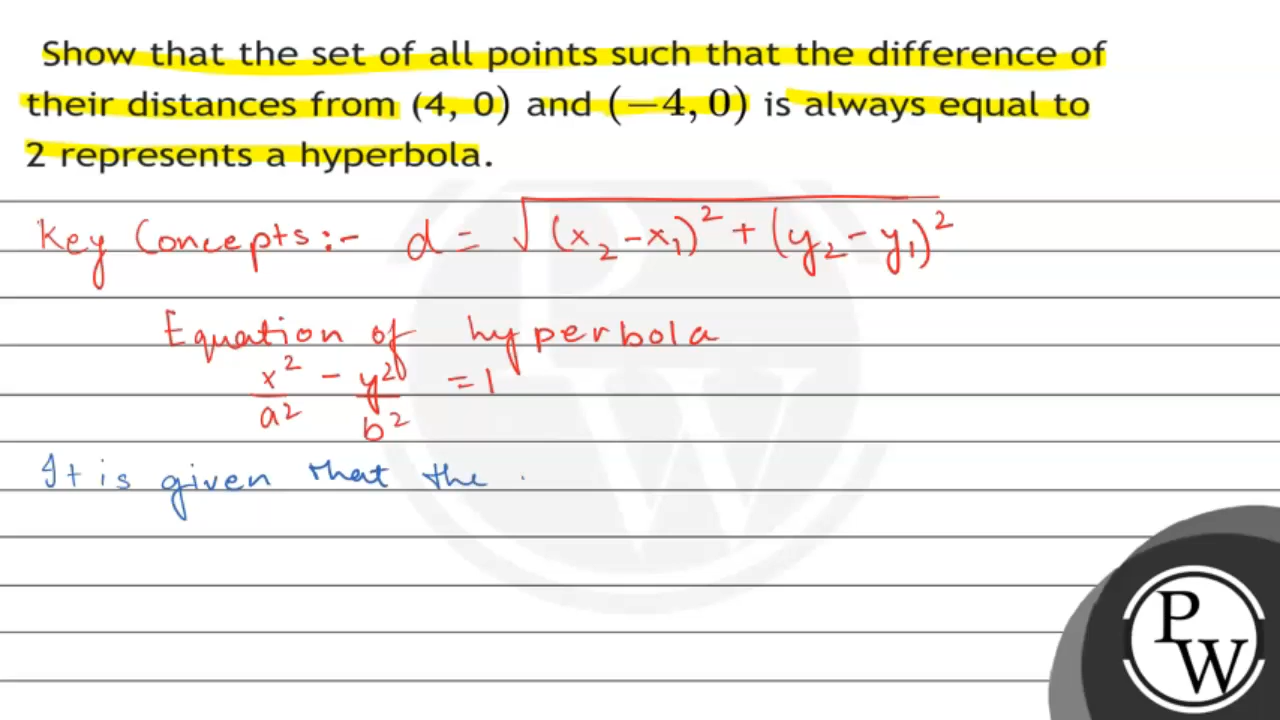 Show that the set of all points such that the difference of
their distances from (4, 0) and (−4, 0) is always equal to
2 represents a hyperbola.
Key Concepts:- d = √(x₂ - x₁)² + (y₂ - y₁)²
Equation of hyperbola
x²/a² - y²/b² = 1
It is given that the
P
W